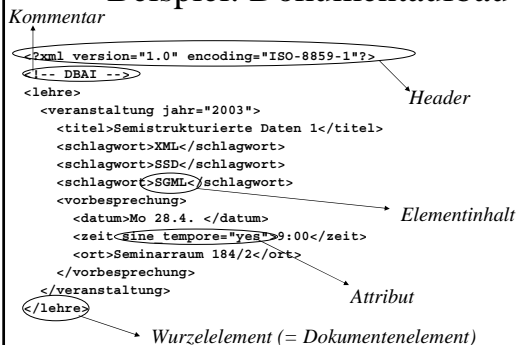 Beispiel: Dokumentaufbau
Kommentar
<?xml version="1.0" encoding="ISO-8859-1"?>
<!-- DBAI -->
Header
<lehre>
<veranstaltung jahr="2003">
<titel>Semistrukturierte Daten 1</titel>
<schlagwort>XML</schlagwort>
<schlagwort>SSD</schlagwort>
<schlagwort>SGML</schlagwort>
<vorbesprechung>
<datum>Mo 28.4. </datum>
Elementinhalt
<zeit sine tempore="yes">9:00</zeit>
<ort>Seminarraum 184/2</ort>
</vorbesprechung>
</veranstaltung>
Attribut
</lehre>
Wurzelelement (= Dokumentenelement)